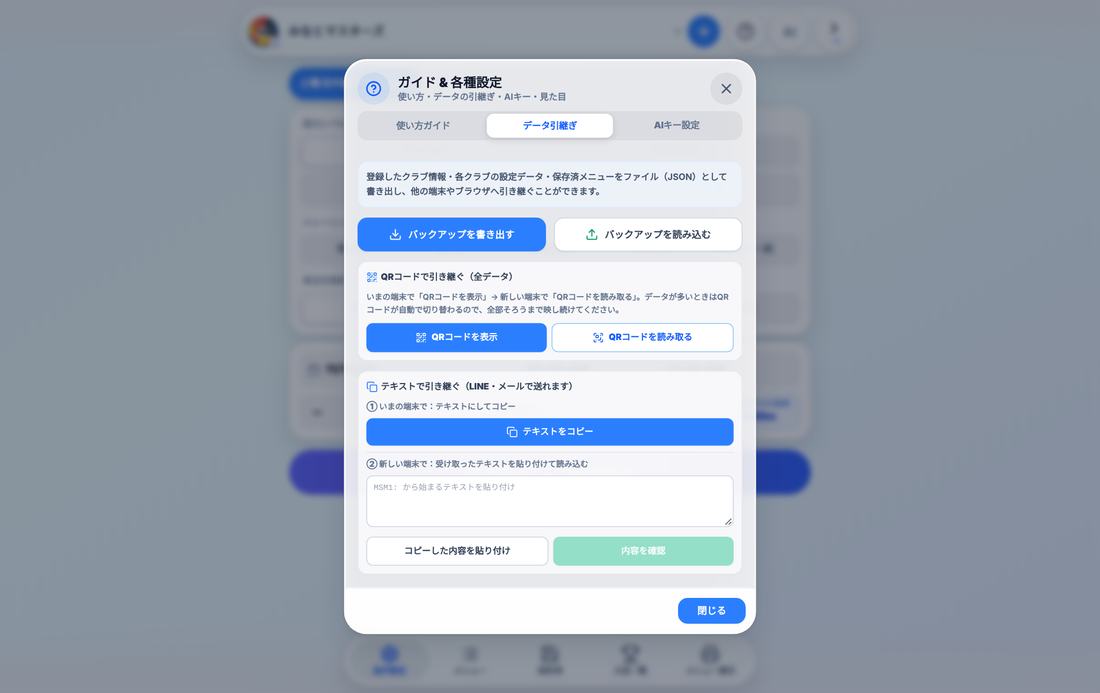 みなとマスターズ
ガイド & 各種設定
使い方・データの引継ぎ・AIキー・見た目
使い方ガイド
データ引継ぎ
AIキー設定
登録したクラブ情報・各クラブの設定データ・保存済メニューをファイル（JSON）として
書き出し、他の端末やブラウザへ引き継ぐことができます。
バックアップを書き出す
バックアップを読み込む
QRコードで引き継ぐ（全データ）
いまの端末で「QRコードを表示」→ 新しい端末で「QRコードを読み取る」。データが多いときはQR
コードが自動で切り替わるので、全部そろうまで映し続けてください。
QRコードを表示
QRコードを読み取る
テキストで引き継ぐ（LINE・メールで送れます）
①いまの端末で：テキストにしてコピー
テキストをコピー
②新しい端末で：受け取ったテキストを貼り付けて読み込む
MSM1: から始まるテキストを貼り付け
コピーした内容を貼り付け
内容を確認
閉じる